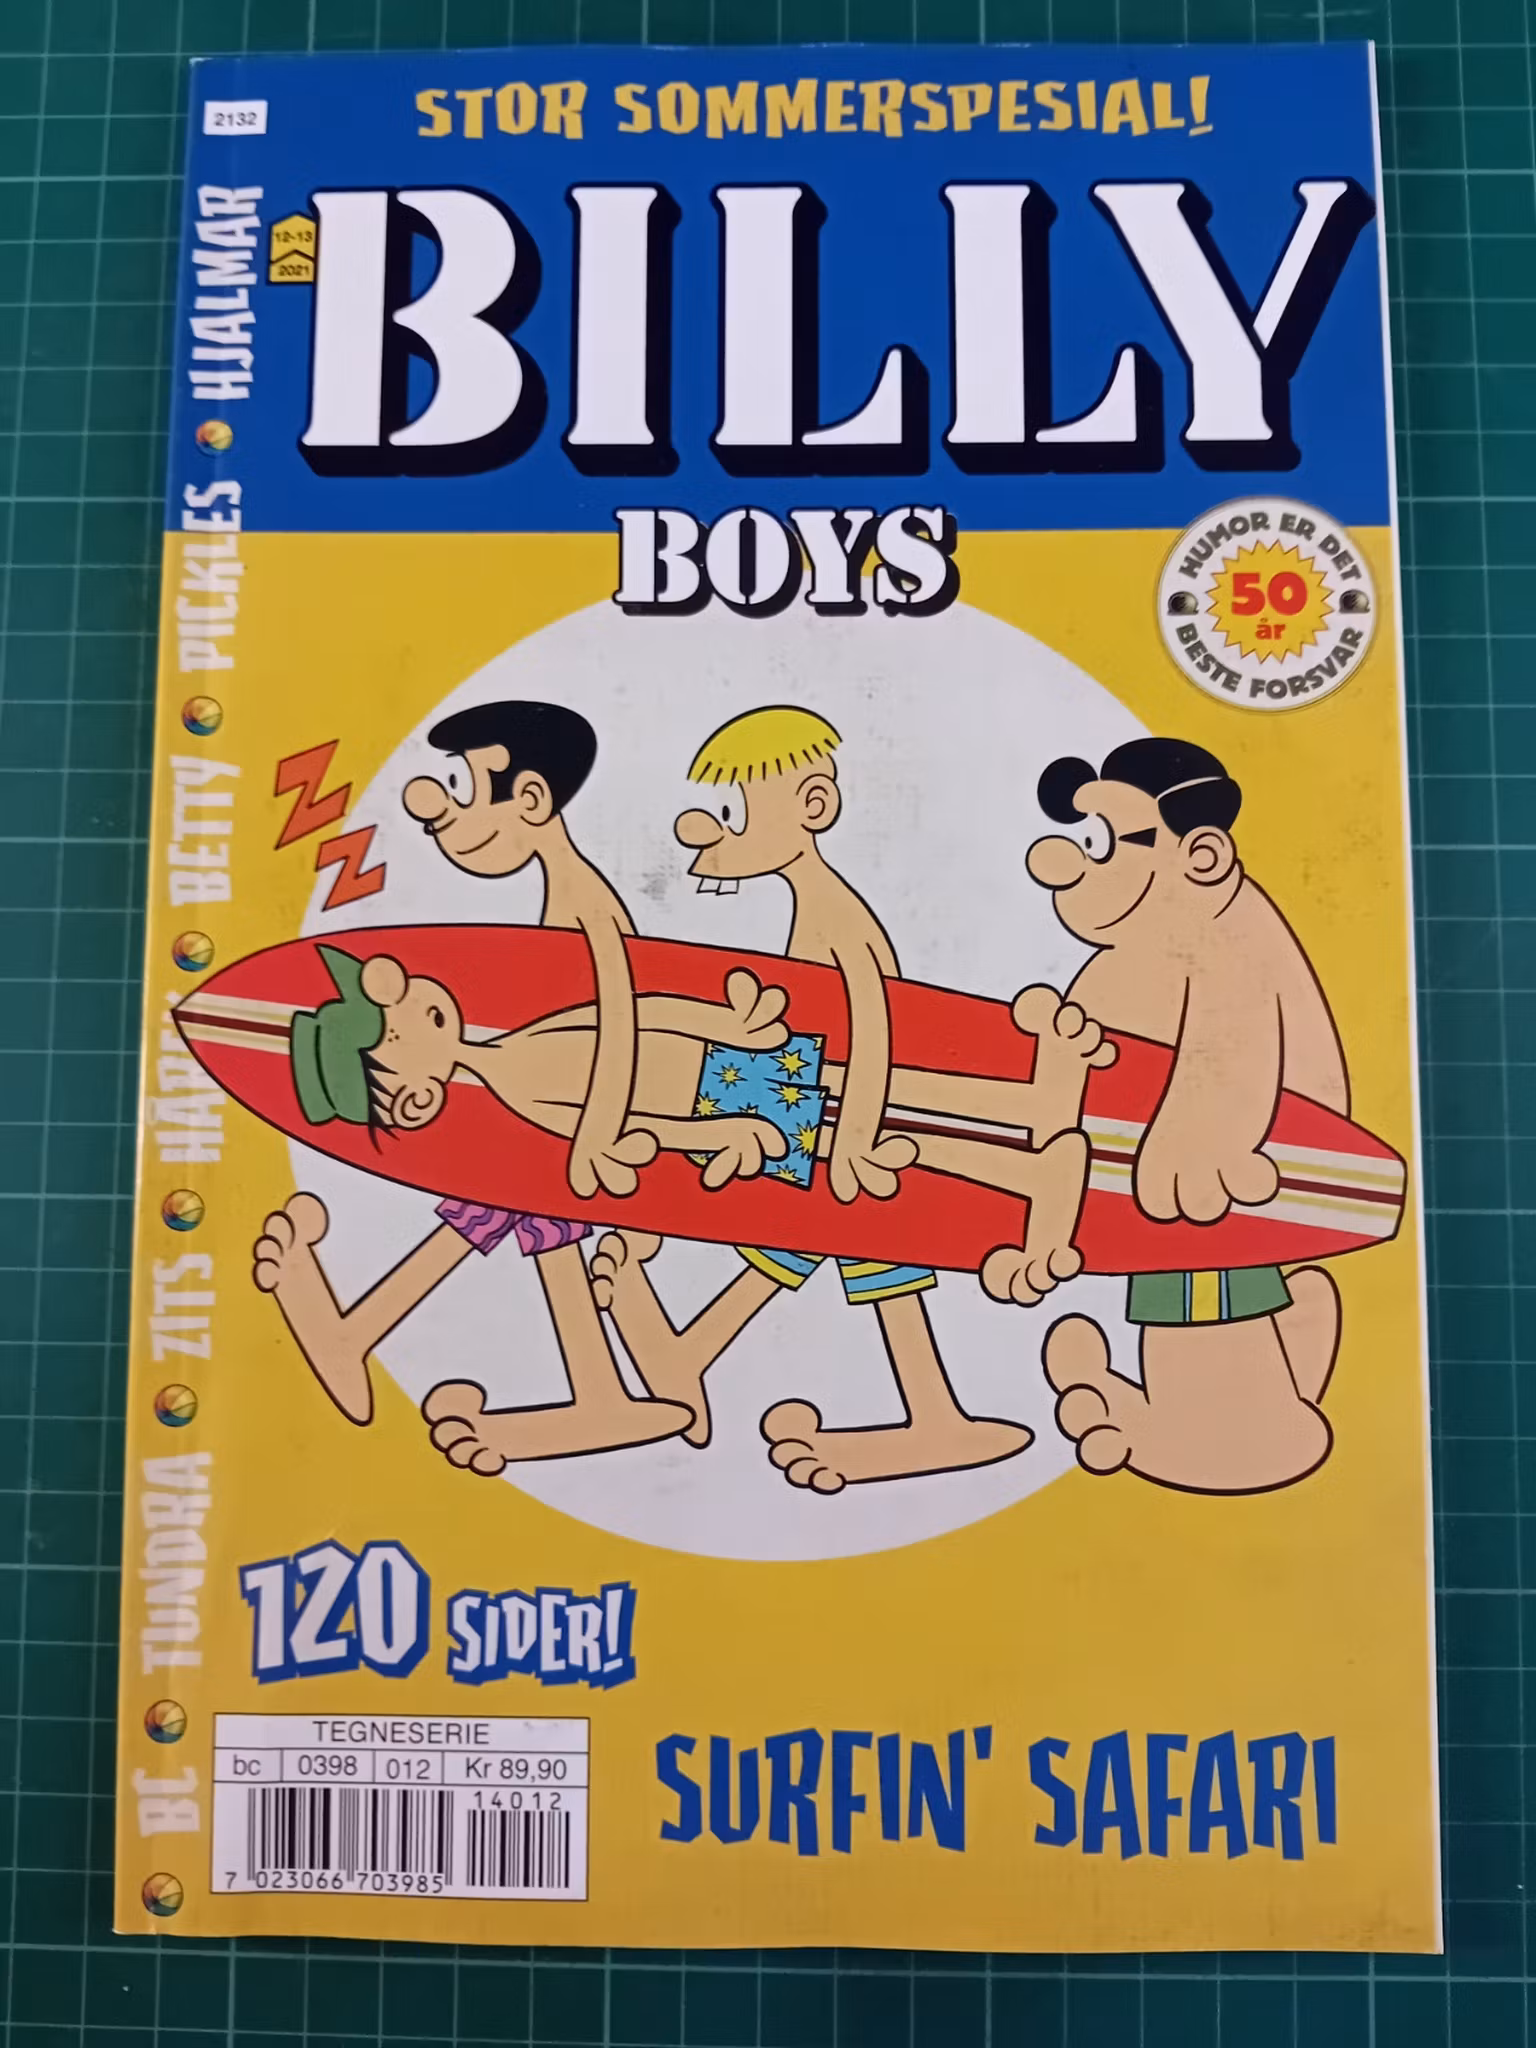 STOR SOMMERSPESIAL!
2132
12-13
2021
BILLY
BOYS
HUMOR ER DET
50
år
BESTE FORSVAR
BC TUNDRA ZITS HÅREK BETTY PICKLES HJALMAR
Z
Z
120 SIDER!
TEGNESERIE
bc 0398 012 Kr 89,90
14012
7 023066 703985
SURFIN' SAFARI